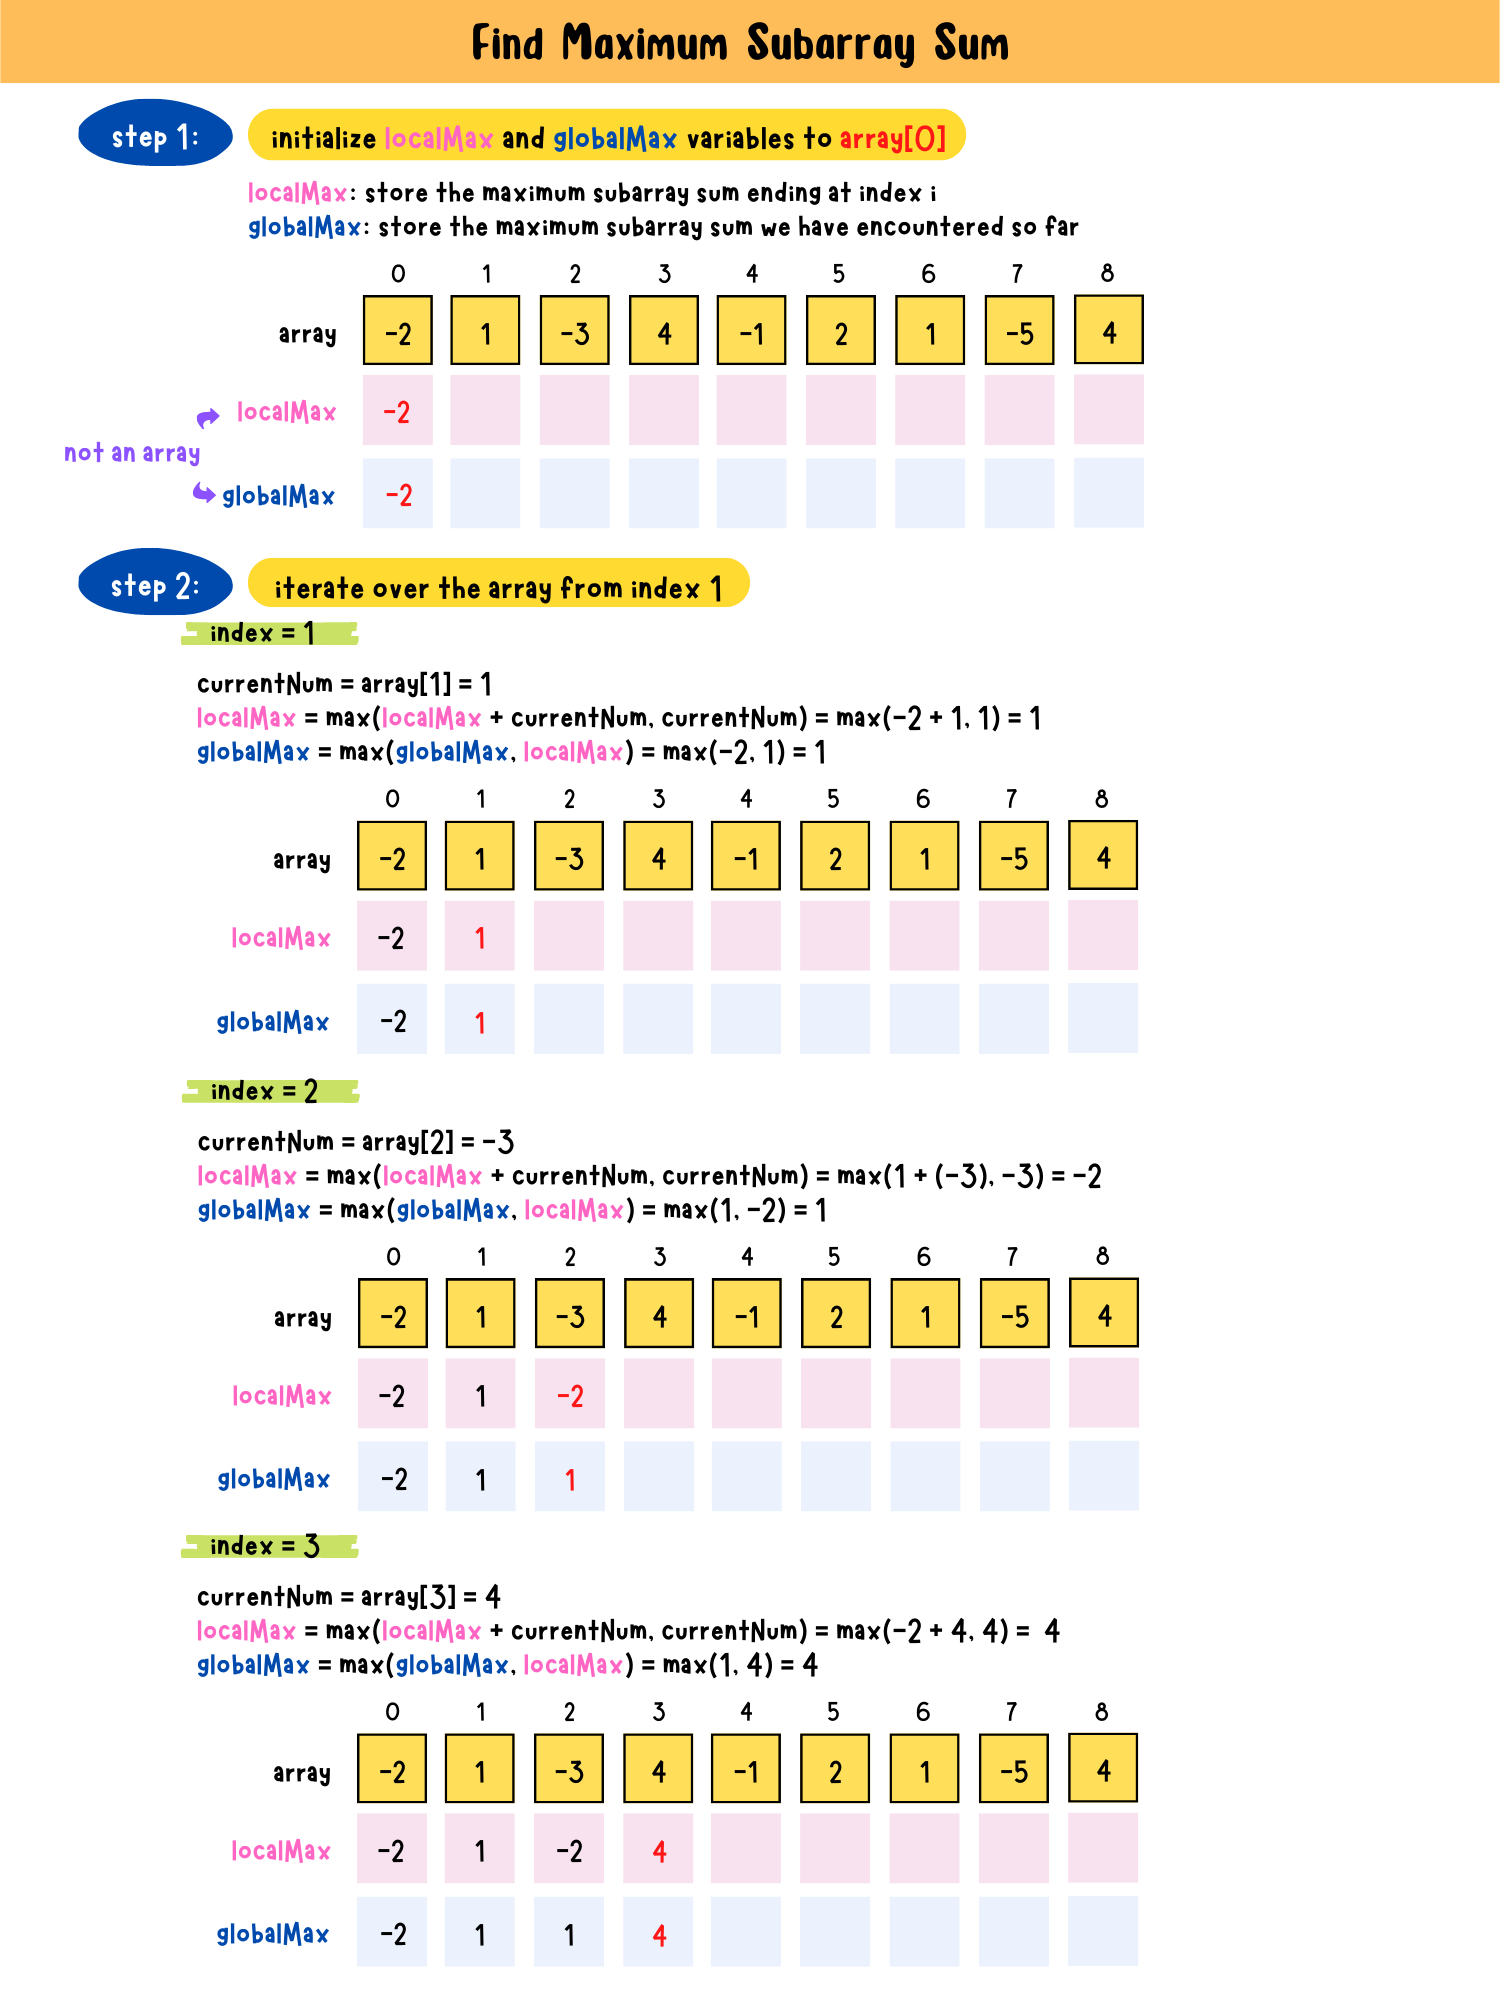 Find Maximum Subarray Sum
step 1:
initialize localMax and globalMax variables to array[0]
localMax: store the maximum subarray sum ending at index i
globalMax: store the maximum subarray sum we have encountered so far
0 1 2 3 4 5 6 7 8
array -2 1 -3 4 -1 2 1 -5 4
localMax -2
not an array
globalMax -2
step 2:
iterate over the array from index 1
index = 1
currentNum = array[1] = 1
localMax = max(localMax + currentNum, currentNum) = max(-2 + 1, 1) = 1
globalMax = max(globalMax, localMax) = max(-2, 1) = 1
0 1 2 3 4 5 6 7 8
array -2 1 -3 4 -1 2 1 -5 4
localMax -2 1
globalMax -2 1
index = 2
currentNum = array[2] = -3
localMax = max(localMax + currentNum, currentNum) = max(1 + (-3), -3) = -2
globalMax = max(globalMax, localMax) = max(1, -2) = 1
0 1 2 3 4 5 6 7 8
array -2 1 -3 4 -1 2 1 -5 4
localMax -2 1 -2
globalMax -2 1 1
index = 3
currentNum = array[3] = 4
localMax = max(localMax + currentNum, currentNum) = max(-2 + 4, 4) = 4
globalMax = max(globalMax, localMax) = max(1, 4) = 4
0 1 2 3 4 5 6 7 8
array -2 1 -3 4 -1 2 1 -5 4
localMax -2 1 -2 4
globalMax -2 1 1 4